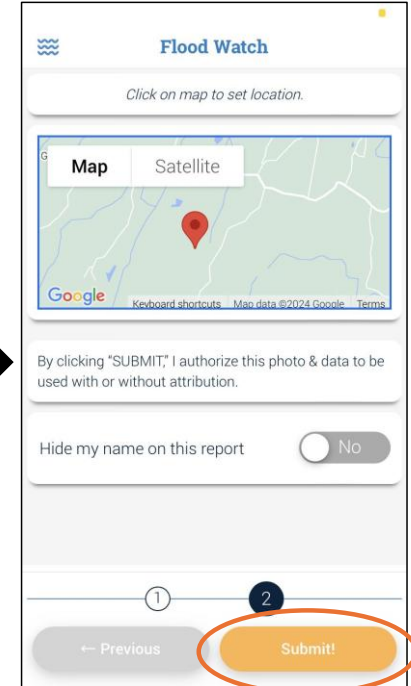 Flood Watch
Click on map to set location.
G
Map Satellite
Google Keyboard shortcuts Map data ©2024 Google Terms
By clicking “SUBMIT,” I authorize this photo & data to be
used with or without attribution.
Hide my name on this report No
1 2
← Previous Submit!